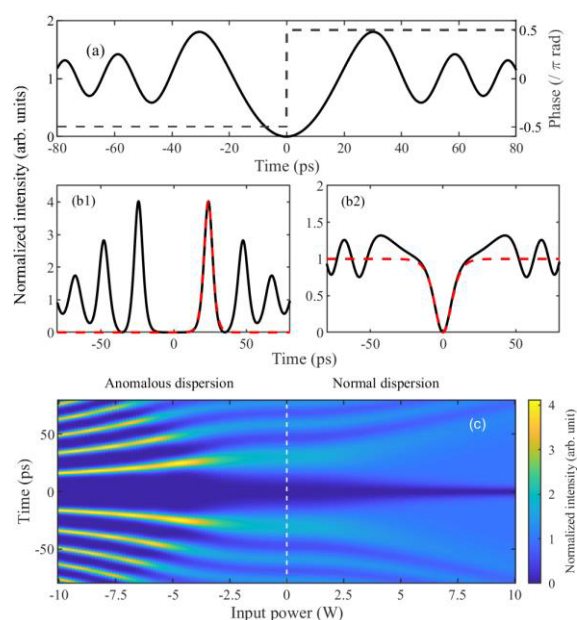 (a)
2
1
0
0.5
0
-0.5
-80 -60 -40 -20 0 20 40 60 80
Time (ps)
Phase (/ π rad)
Normalized intensity (arb. units)
(b1)
4
3
2
1
0
-50 0 50
(b2)
2
1.5
1
0.5
0
-50 0 50
Time (ps)
Anomalous dispersion Normal dispersion
(c)
50
0
-50
Time (ps)
-10 -7.5 -5 -2.5 0 2.5 5 7.5 10
Input power (W)
4
3
2
1
0
Normalized intensity (arb. unit)